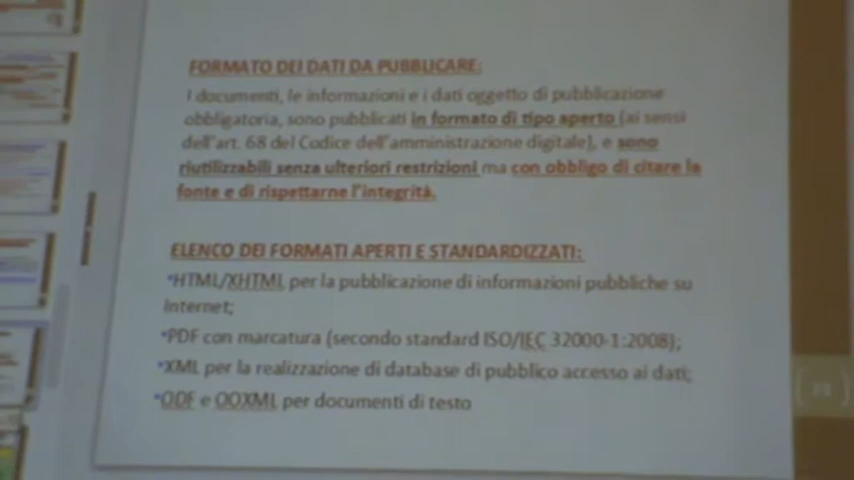 FORMATO DEI DATI DA PUBBLICARE:
I documenti, le informazioni e i dati oggetto di pubblicazione
obbligatoria, sono pubblicati in formato di tipo aperto (ai sensi
dell'art. 68 del Codice dell'amministrazione digitale), e sono
riutilizzabili senza ulteriori restrizioni ma con obbligo di citare la
fonte e di rispettarne l'integrità.
ELENCO DEI FORMATI APERTI E STANDARDIZZATI:
*HTML/XHTML per la pubblicazione di informazioni pubbliche su
Internet;
*PDF con marcatura (secondo standard ISO/IEC 32000-1:2008);
*XML per la realizzazione di database di pubblico accesso ai dati;
*ODF e OOXML per documenti di testo